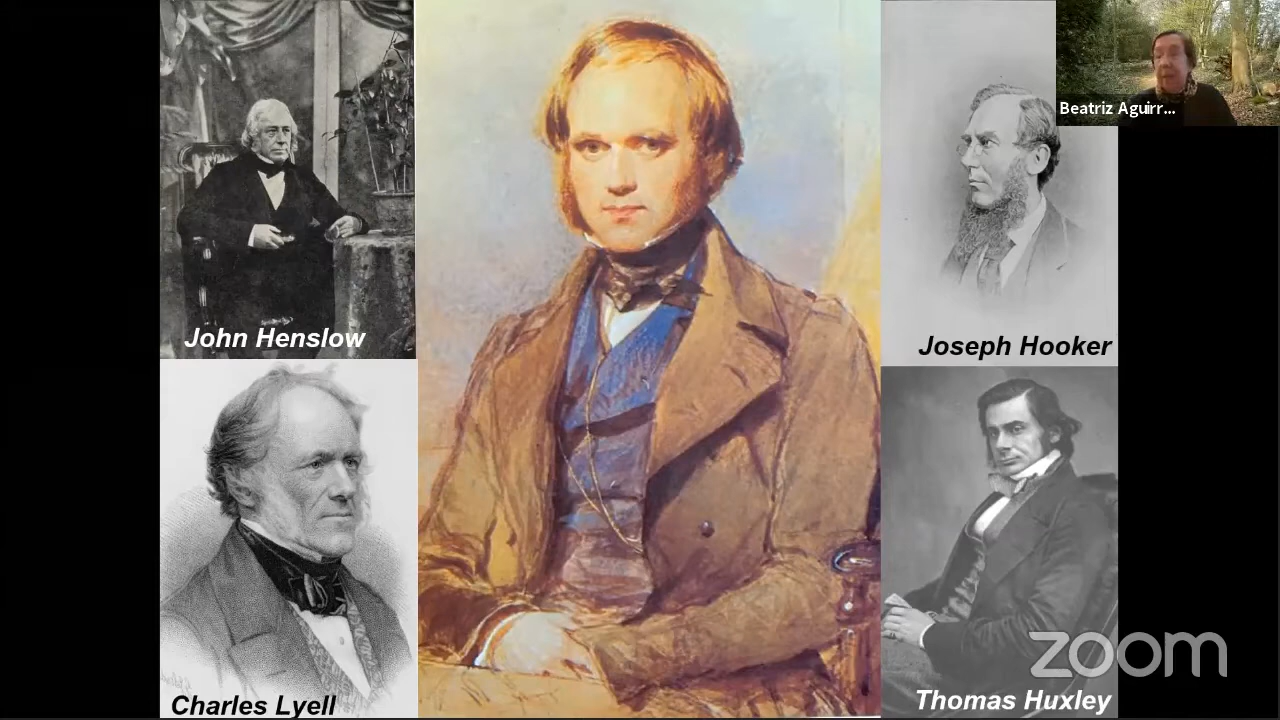 Beatriz Aguirr...
John Henslow
Joseph Hooker
Charles Lyell
Thomas Huxley
zoom